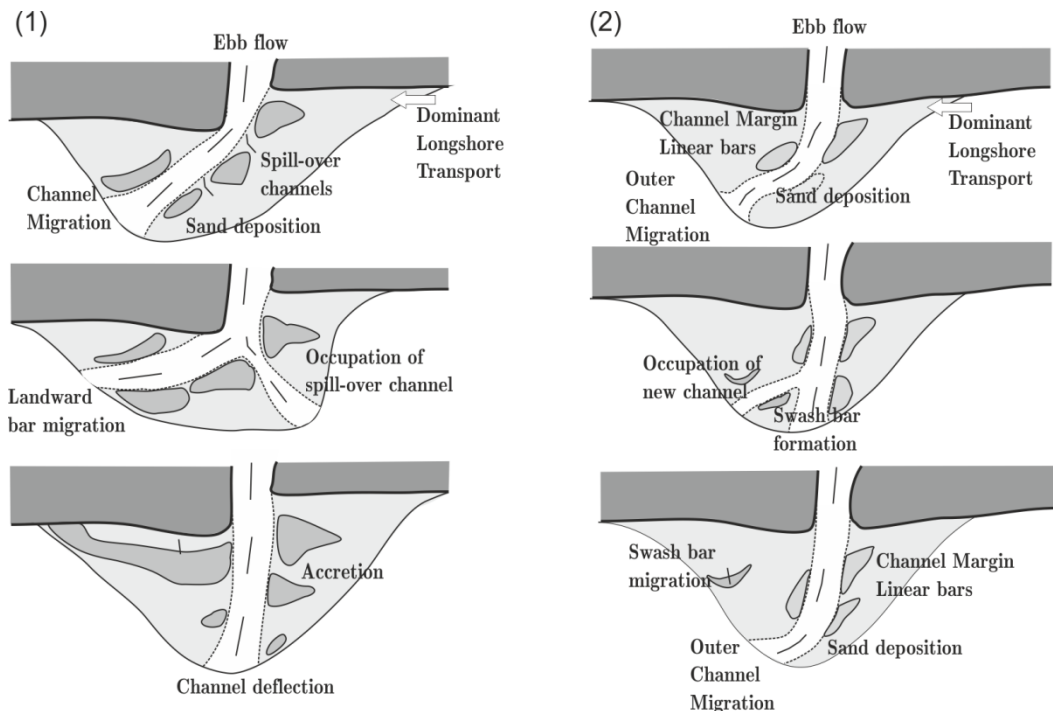 (1)
Ebb flow
Dominant
Longshore
Transport
Spill-over
channels
Channel
Migration
Sand deposition
Occupation of
spill-over channel
Landward
bar migration
Accretion
Channel deflection
(2)
Ebb flow
Channel Margin
Linear bars
Dominant
Longshore
Transport
Outer
Channel
Migration
Sand deposition
Occupation of
new channel
Swash bar
formation
Swash bar
migration
Channel Margin
Linear bars
Outer
Channel
Migration
Sand deposition